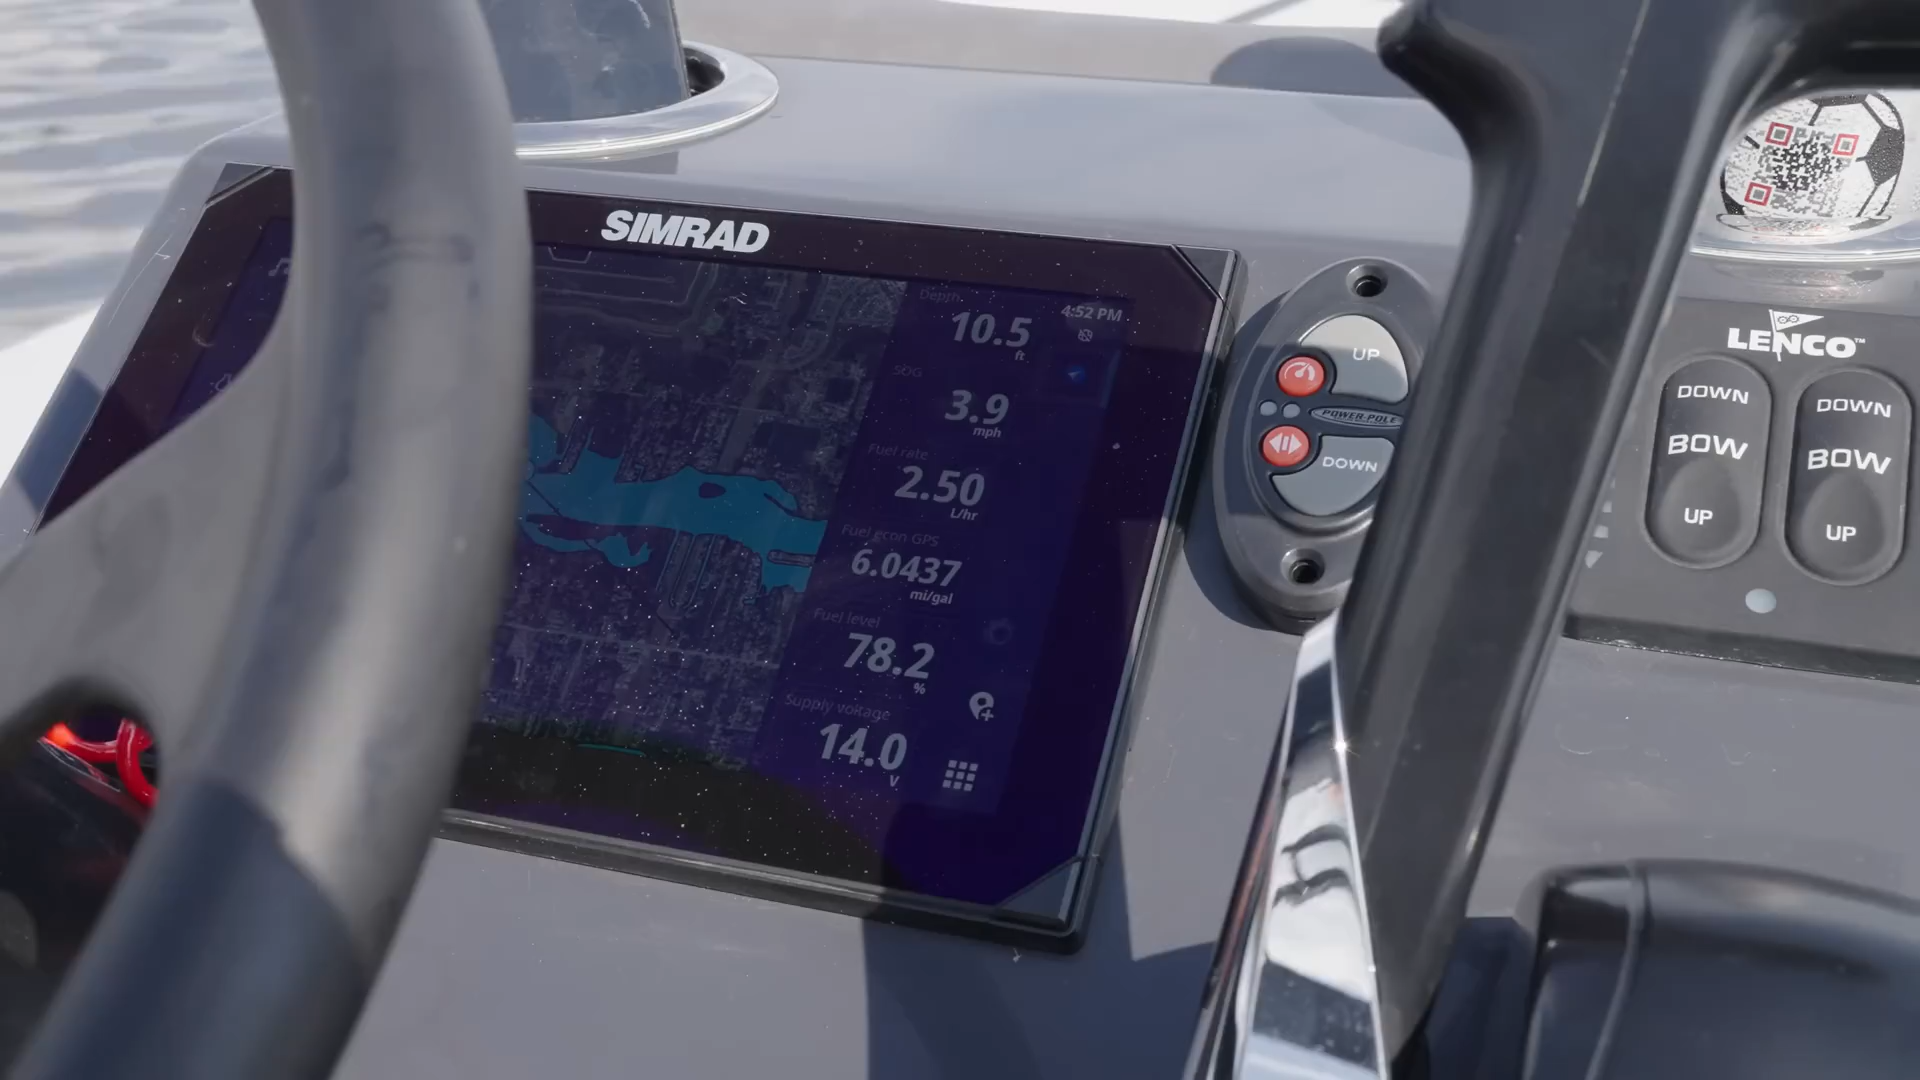 SIMRAD
Depth
10.5
ft
4:52 PM
SOG
3.9
mph
Fuel rate
2.50
L/hr
Fuel econ GPS
6.0437
mi/gal
Fuel level
78.2
%
Supply voltage
14.0
V
UP
POWER-POLE
DOWN
LENCO™
DOWN
BOW
UP
DOWN
BOW
UP